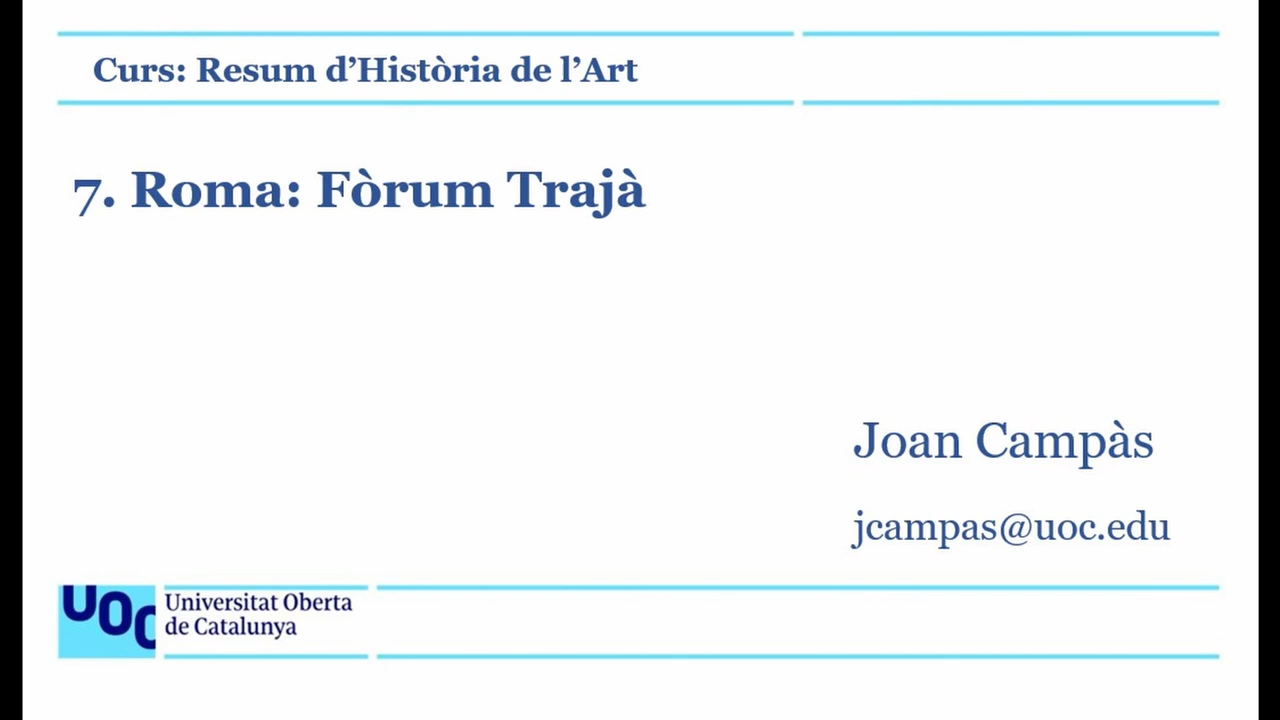 Curs: Resum d’Història de l’Art
7. Roma: Fòrum Trajà
Joan Campàs
jcampas@uoc.edu
UOC
Universitat Oberta
de Catalunya